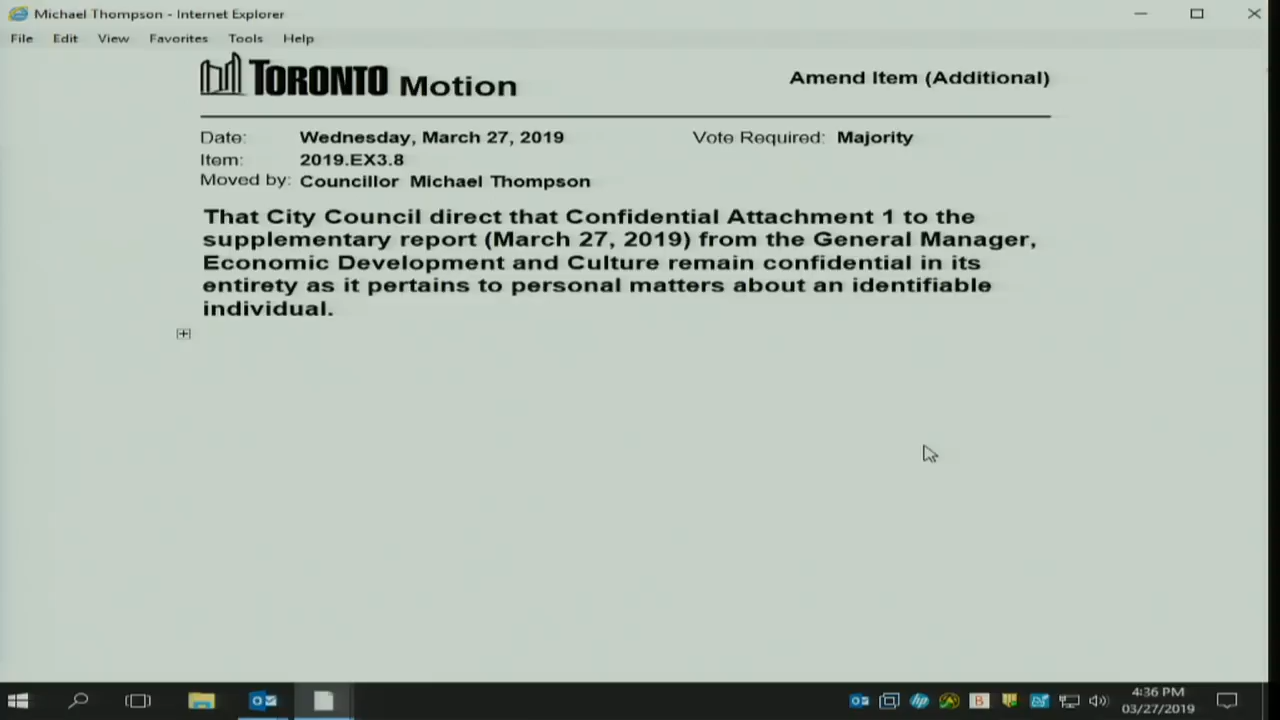 Michael Thompson - Internet Explorer
File Edit View Favorites Tools Help
TORONTO Motion
Amend Item (Additional)
Date: Wednesday, March 27, 2019 Vote Required: Majority
Item: 2019.EX3.8
Moved by: Councillor Michael Thompson
That City Council direct that Confidential Attachment 1 to the
supplementary report (March 27, 2019) from the General Manager,
Economic Development and Culture remain confidential in its
entirety as it pertains to personal matters about an identifiable
individual.
4:36 PM
03/27/2019